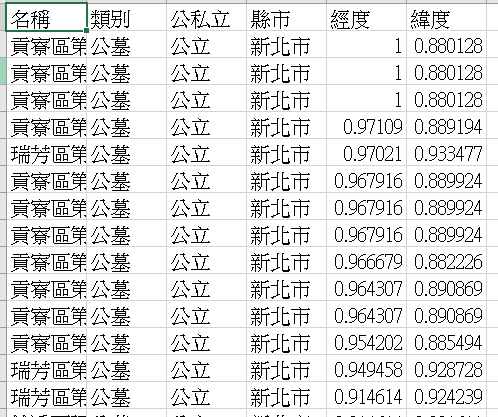 名稱 類別 公私立 縣市 經度 緯度
貢寮區第 公墓 公立 新北市 1 0.880128
貢寮區第 公墓 公立 新北市 1 0.880128
貢寮區第 公墓 公立 新北市 1 0.880128
貢寮區第 公墓 公立 新北市 0.97109 0.889194
瑞芳區第 公墓 公立 新北市 0.97021 0.933477
貢寮區第 公墓 公立 新北市 0.967916 0.889924
貢寮區第 公墓 公立 新北市 0.967916 0.889924
貢寮區第 公墓 公立 新北市 0.967916 0.889924
貢寮區第 公墓 公立 新北市 0.966679 0.882226
貢寮區第 公墓 公立 新北市 0.964307 0.890869
貢寮區第 公墓 公立 新北市 0.964307 0.890869
貢寮區第 公墓 公立 新北市 0.954202 0.885494
瑞芳區第 公墓 公立 新北市 0.949458 0.928728
瑞芳區第 公墓 公立 新北市 0.914614 0.924239